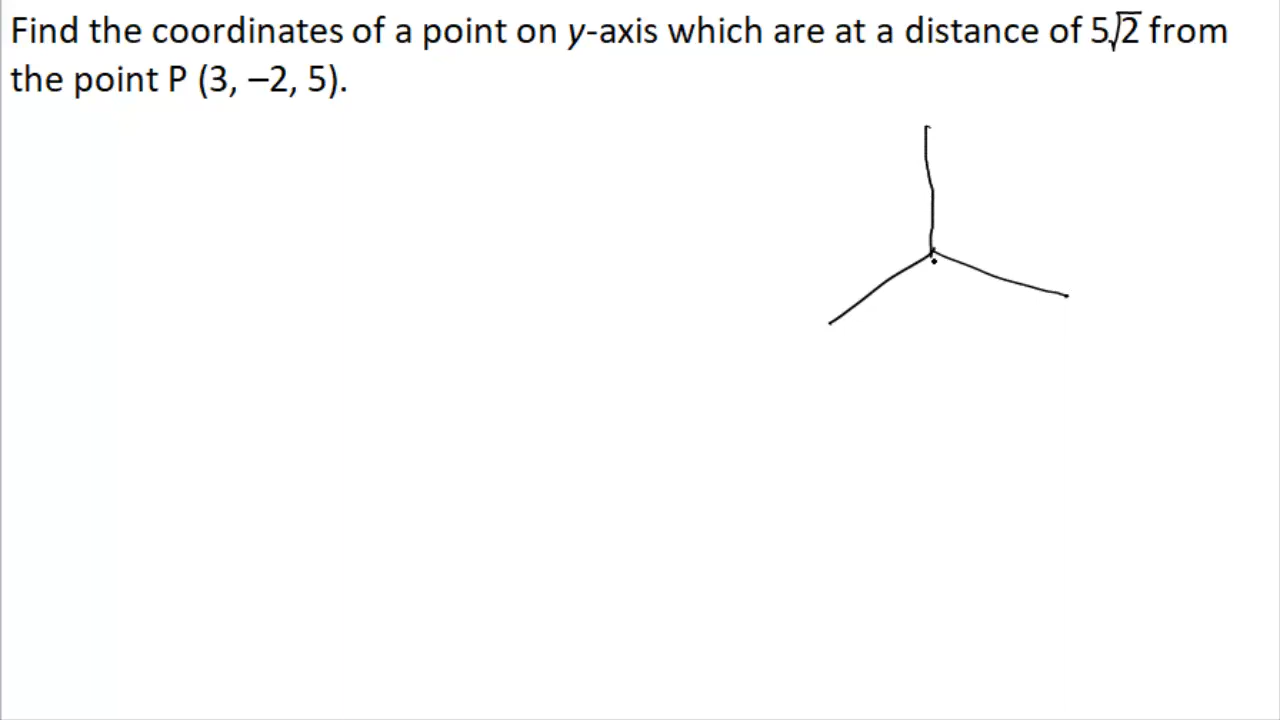 Find the coordinates of a point on y-axis which are at a distance of 5√2 from
the point P (3, –2, 5).